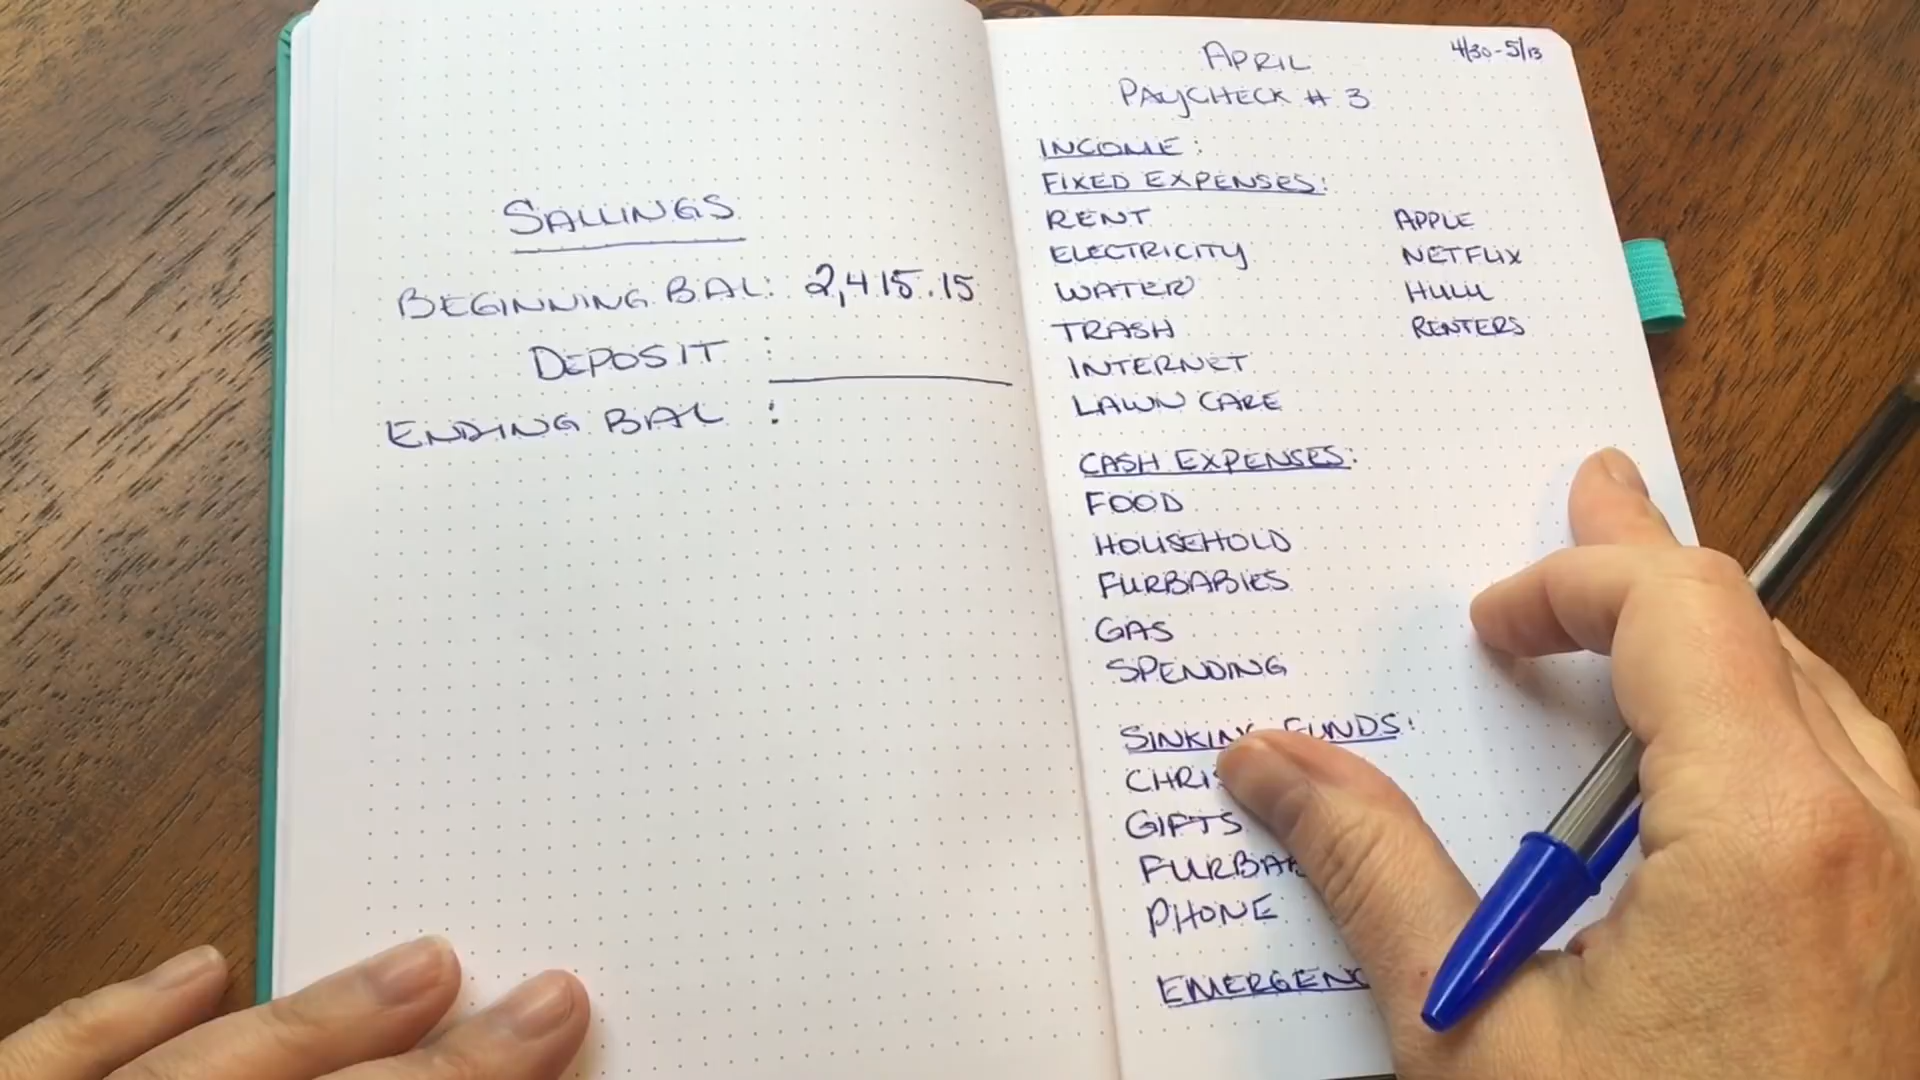 SAVINGS
BEGINNING BAL: 2,415.15
DEPOSIT :
ENDING BAL :
4/30-5/13
APRIL
PAYCHECK # 3
INCOME:
FIXED EXPENSES:
RENT
ELECTRICITY
WATER
TRASH
INTERNET
LAWN CARE
APPLE
NETFLIX
HULU
RENTERS
CASH EXPENSES:
FOOD
HOUSEHOLD
FURBABIES
GAS
SPENDING
SINKING FUNDS:
GIFTS
PHONE